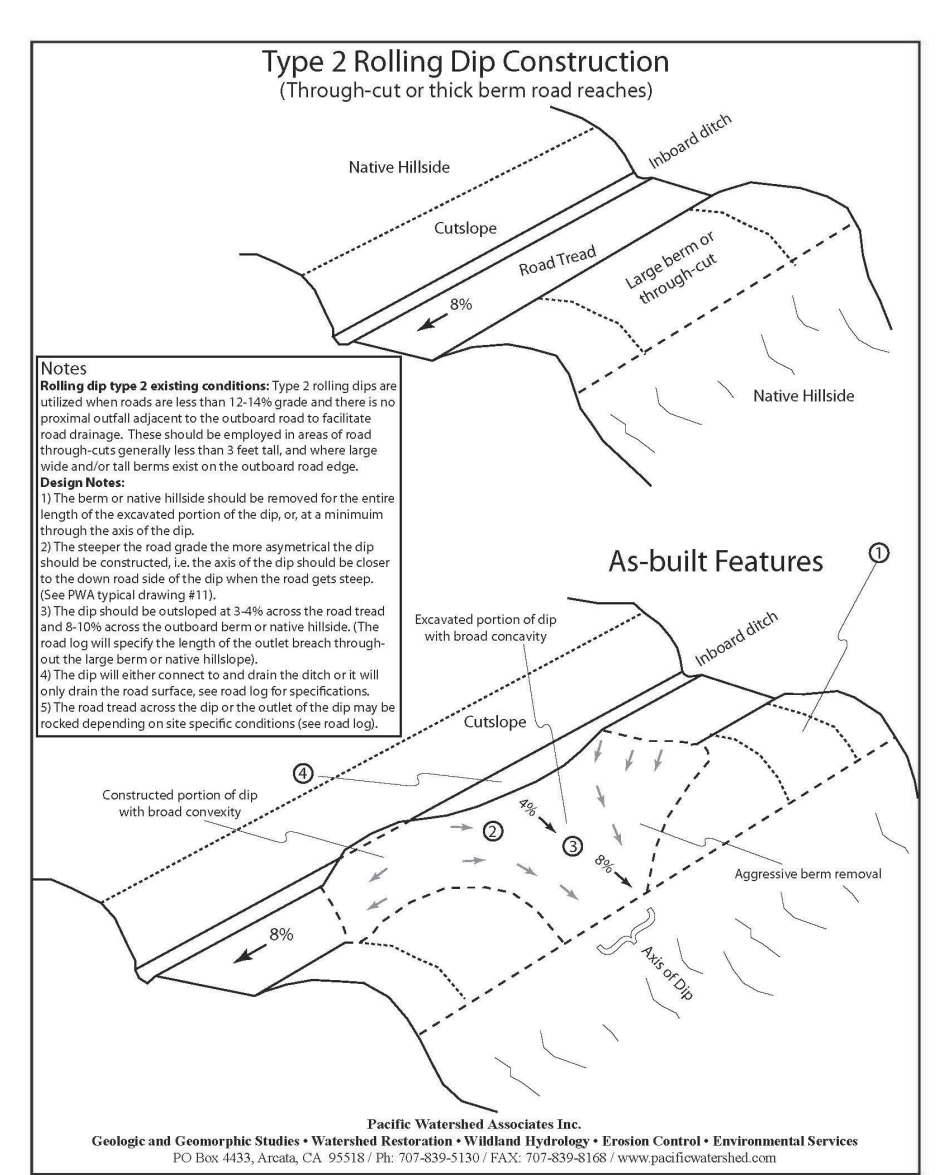 Type 2 Rolling Dip Construction
(Through-cut or thick berm road reaches)
Inboard ditch
Native Hillside
Cutslope
Road Tread
Large berm or
through-cut
8%
Native Hillside
Notes
Rolling dip type 2 existing conditions: Type 2 rolling dips are
utilized when roads are less than 12-14% grade and there is no
proximal outfall adjacent to the outboard road to facilitate
road drainage. These should be employed in areas of road
through-cuts generally less than 3 feet tall, and where large
wide and/or tall berms exist on the outboard road edge.
Design Notes:
1) The berm or native hillside should be removed for the entire
length of the excavated portion of the dip, or, at a minimuim
through the axis of the dip.
2) The steeper the road grade the more asymetrical the dip
should be constructed, i.e. the axis of the dip should be closer
to the down road side of the dip when the road gets steep.
(See PWA typical drawing #11).
3) The dip should be outsloped at 3-4% across the road tread
and 8-10% across the outboard berm or native hillside. (The
road log will specify the length of the outlet breach through-
out the large berm or native hillslope).
4) The dip will either connect to and drain the ditch or it will
only drain the road surface, see road log for specifications.
5) The road tread across the dip or the outlet of the dip may be
rocked depending on site specific conditions (see road log).
As-built Features
1
Excavated portion of dip
with broad concavity
Inboard ditch
Cutslope
4
Constructed portion of dip
with broad convexity
4%
2
3
8%
Aggressive berm removal
8%
Axis of Dip
Pacific Watershed Associates Inc.
Geologic and Geomorphic Studies • Watershed Restoration • Wildland Hydrology • Erosion Control • Environmental Services
PO Box 4433, Arcata, CA 95518 / Ph: 707-839-5130 / FAX: 707-839-8168 / www.pacificwatershed.com